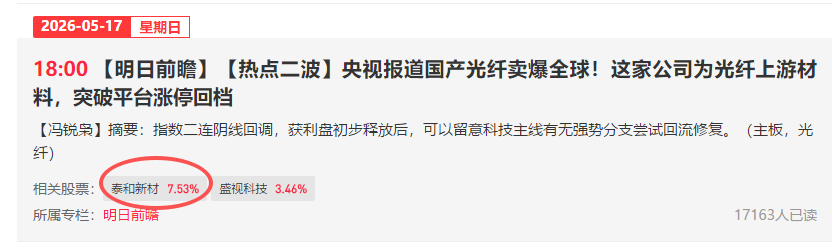 2026-05-17 星期日
18:00 【明日前瞻】【热点二波】央视报道国产光纤卖爆全球！这家公司为光纤上游材
料，突破平台涨停回档
【冯锐枭】摘要：指数二连阴线回调，获利盘初步释放后，可以留意科技主线有无强势分支尝试回流修复。（主板，光
纤）
相关股票： 泰和新材 7.53% 盛视科技 3.46%
所属专栏：明日前瞻 17163人已读